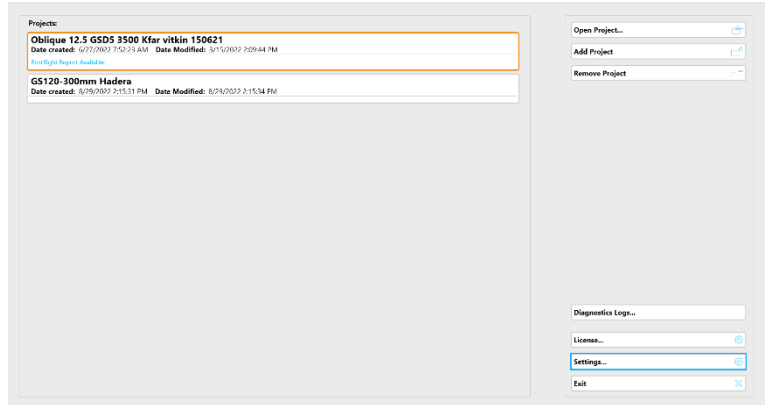 Projects:
Oblique 12.5 GSD5 3500 Kfar vitkin 150621
Date created: 6/27/2022 7:52:23 AM Date Modified: 3/15/2022 2:09:44 PM
Post flight Report Available
GS120-300mm Hadera
Date created: 8/29/2022 2:15:31 PM Date Modified: 8/29/2022 2:15:34 PM
Open Project...
Add Project
Remove Project
Diagnostics Logs...
License...
Settings...
Exit